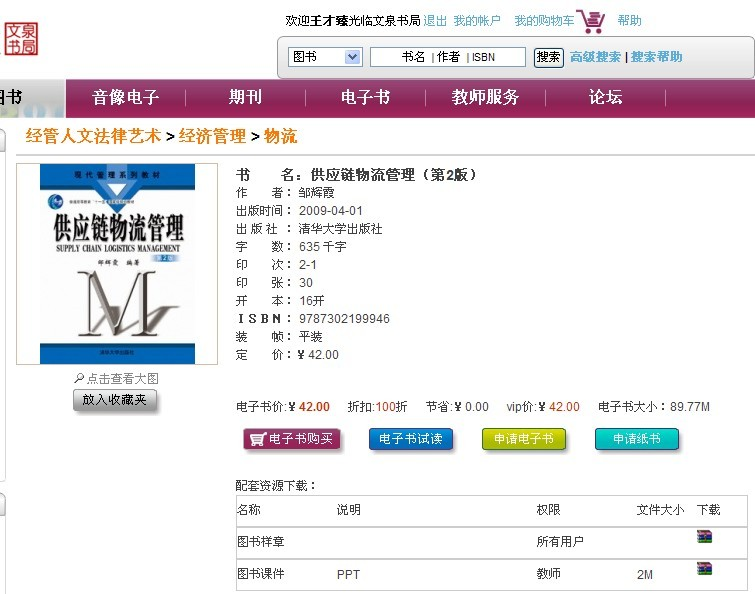 文泉
书局
欢迎王才臻光临文泉书局 退出 我的帐户 我的购物车 帮助
图书 书名 | 作者 | ISBN 搜索 高级搜索 | 搜索帮助
图书 音像电子 期刊 电子书 教师服务 论坛
经管人文法律艺术 > 经济管理 > 物流
现代管理系列教材
供应链物流管理
SUPPLY CHAIN LOGISTICS MANAGEMENT
第2版
邹辉霞 编著
清华大学出版社
点击查看大图
放入收藏夹
书 名：供应链物流管理（第2版）
作 者：邹辉霞
出版时间：2009-04-01
出 版 社 ：清华大学出版社
字 数：635 千字
印 次：2-1
印 张：30
开 本：16开
I S B N：9787302199946
装 帧：平装
定 价：¥ 42.00
电子书价:¥ 42.00 折扣:100折 节省:¥ 0.00 vip价:¥ 42.00 电子书大小：89.77M
电子书购买 电子书试读 申请电子书 申请纸书
配套资源下载：
名称 说明 权限 文件大小 下载
图书样章 所有用户
图书课件 PPT 教师 2M